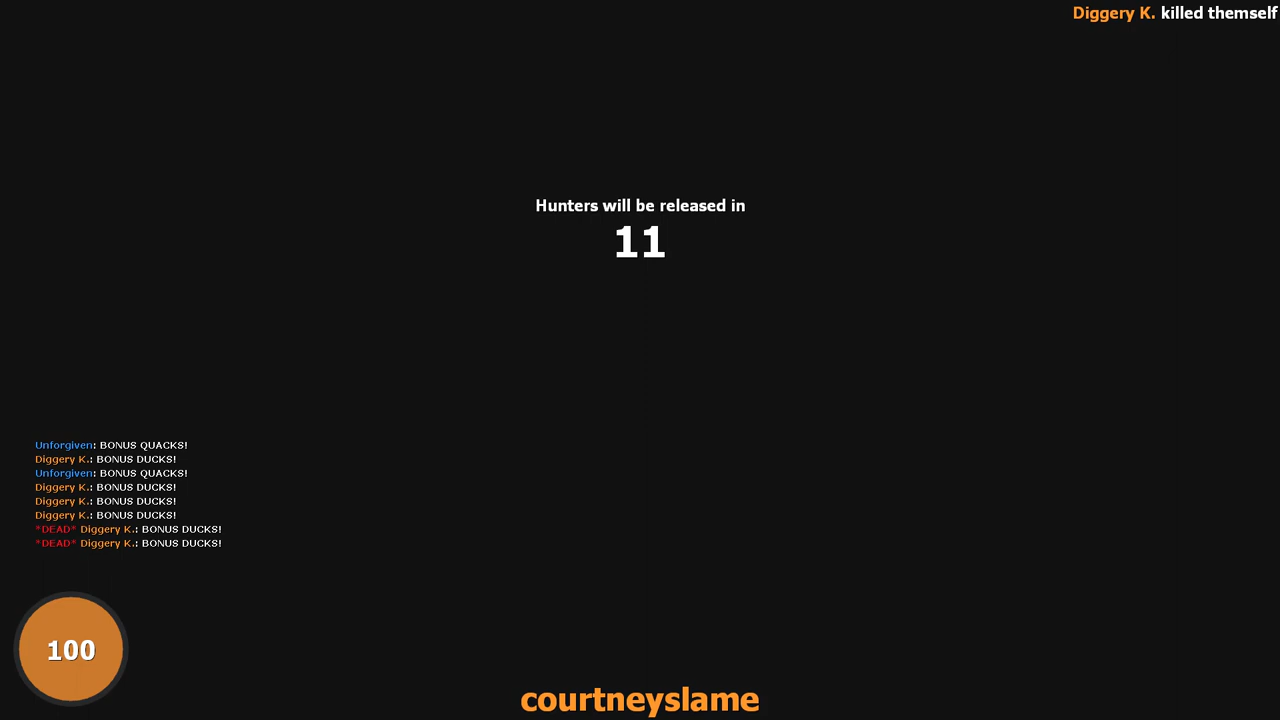 Diggery K. killed themself
Hunters will be released in
11
Unforgiven: BONUS QUACKS!
Diggery K.: BONUS DUCKS!
Unforgiven: BONUS QUACKS!
Diggery K.: BONUS DUCKS!
Diggery K.: BONUS DUCKS!
Diggery K.: BONUS DUCKS!
*DEAD* Diggery K.: BONUS DUCKS!
*DEAD* Diggery K.: BONUS DUCKS!
100
courtneyslame